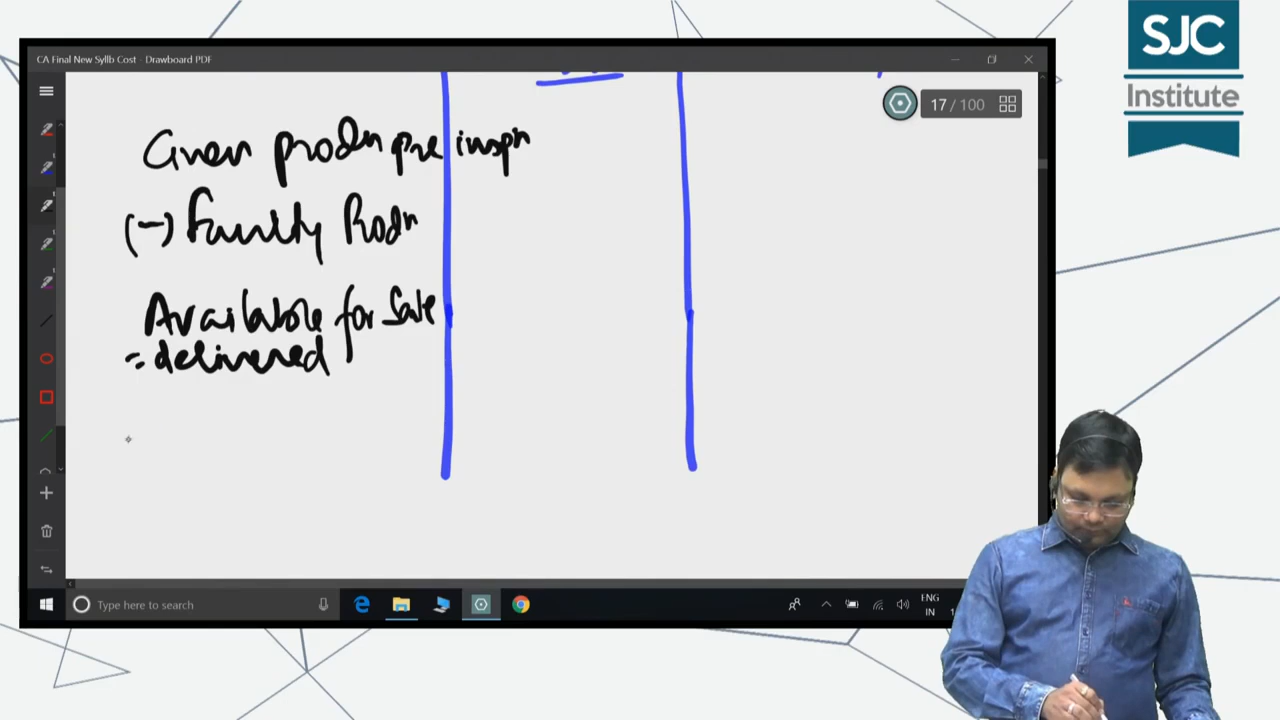 SJC
Institute
CA Final New Syllb Cost - Drawboard PDF
17 / 100
Given prodn pre inspn
(-) Faulty Prodn
Available for Sale
= delivered
Type here to search
ENG
IN